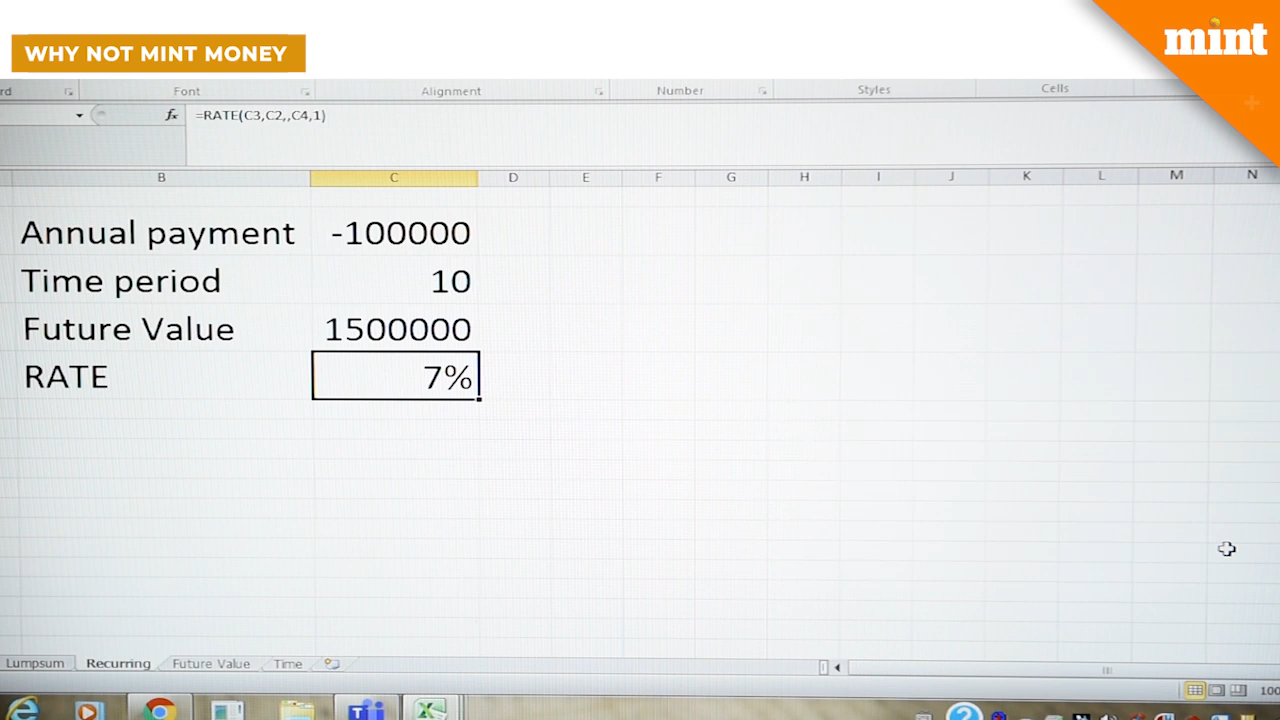 WHY NOT MINT MONEY
mint
rd Font Alignment Number Styles Cells
fx =RATE(C3,C2,,C4,1)
B C D E F G H I J K L M N
Annual payment -100000
Time period 10
Future Value 1500000
RATE 7%
Lumpsum Recurring Future Value Time
100